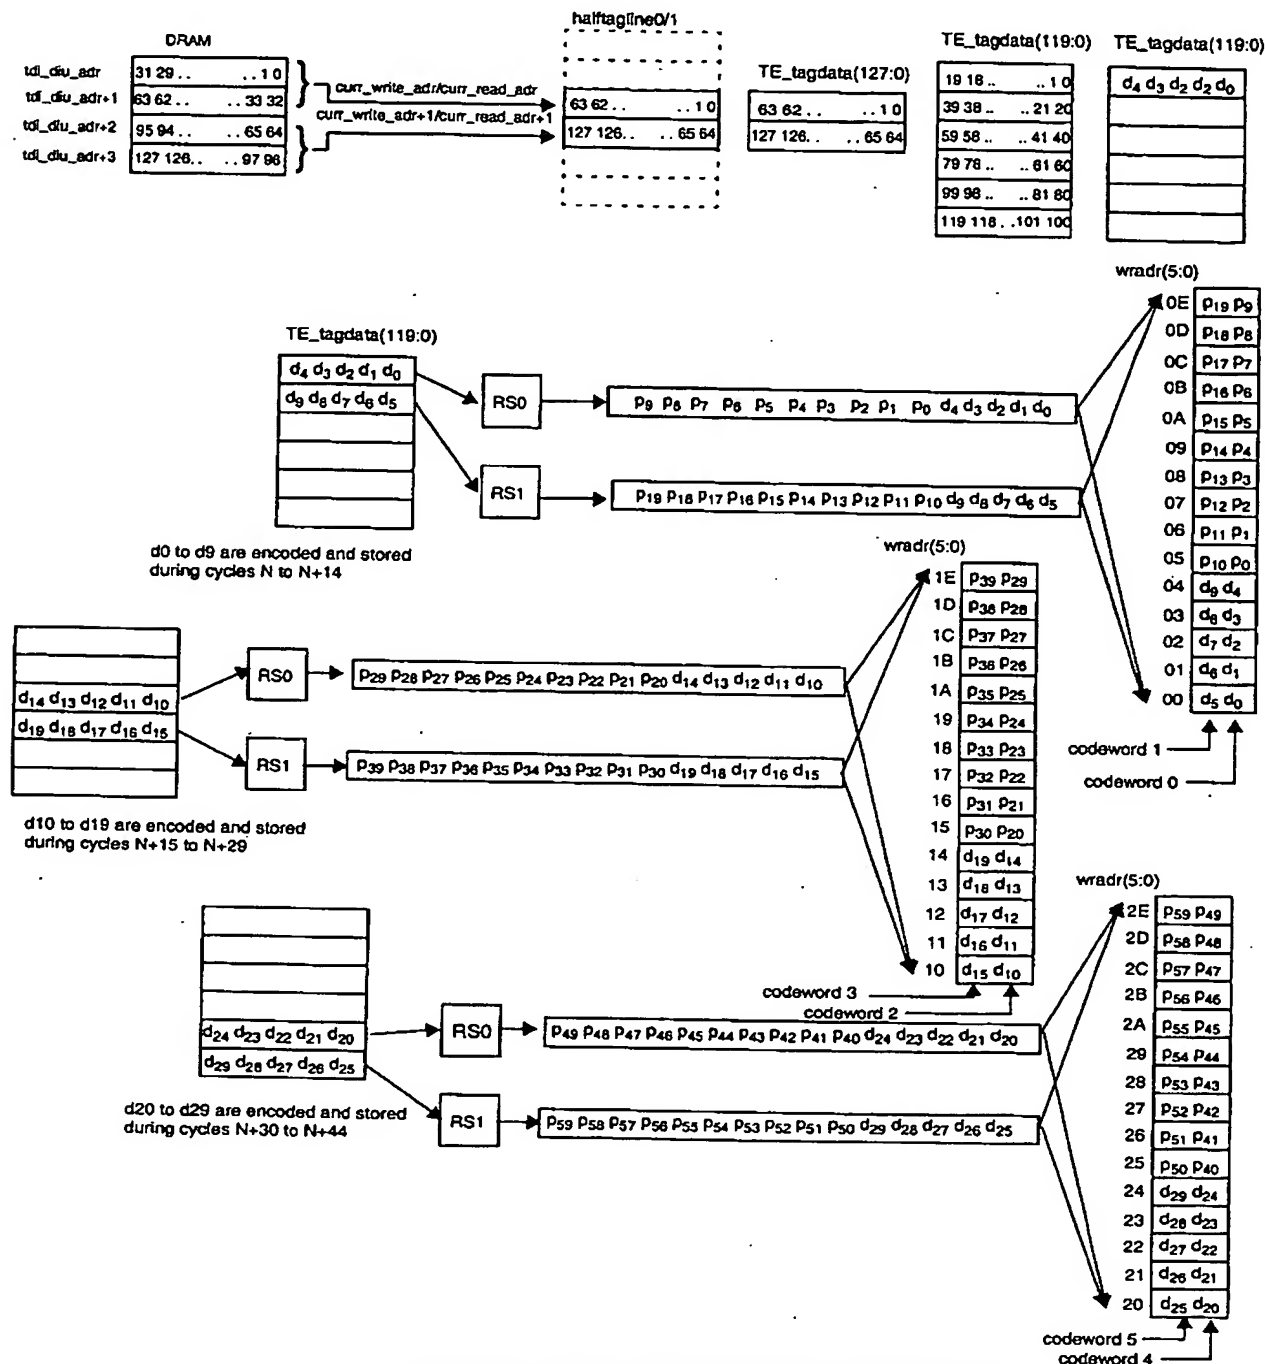 DRAM
tdi_diu_adr 31 29 . . . . 1 0
tdi_diu_adr+1 63 62 . . . . 33 32
tdi_diu_adr+2 95 94 . . . . 65 64
tdi_diu_adr+3 127 126. . . . 97 96
curr_write_adr/curr_read_adr
curr_write_adr+1/curr_read_adr+1
halftagline0/1
63 62 . . . . 1 0
127 126. . . . 65 64
TE_tagdata(127:0)
63 62 . . . . 1 0
127 126. . . . 65 64
TE_tagdata(119:0)
19 18 . . . . 1 0
39 38 . . . . 21 20
59 58 . . . . 41 40
79 78 . . . . 61 60
99 98 . . . . 81 80
119 118 . . 101 100
TE_tagdata(119:0)
d4 d3 d2 d2 d0
TE_tagdata(119:0)
d4 d3 d2 d1 d0
d9 d8 d7 d6 d5
RS0
p9 p8 p7 p6 p5 p4 p3 p2 p1 p0 d4 d3 d2 d1 d0
RS1
p19 p18 p17 p16 p15 p14 p13 p12 p11 p10 d9 d8 d7 d6 d5
d0 to d9 are encoded and stored
during cycles N to N+14
wradr(5:0)
0E p19 p9
0D p18 p8
0C p17 p7
0B p16 p6
0A p15 p5
09 p14 p4
08 p13 p3
07 p12 p2
06 p11 p1
05 p10 p0
04 d9 d4
03 d8 d3
02 d7 d2
01 d6 d1
00 d5 d0
codeword 1
codeword 0
d14 d13 d12 d11 d10
d19 d18 d17 d16 d15
RS0
p29 p28 p27 p26 p25 p24 p23 p22 p21 p20 d14 d13 d12 d11 d10
RS1
p39 p38 p37 p36 p35 p34 p33 p32 p31 p30 d19 d18 d17 d16 d15
d10 to d19 are encoded and stored
during cycles N+15 to N+29
wradr(5:0)
1E p39 p29
1D p38 p28
1C p37 p27
1B p36 p26
1A p35 p25
19 p34 p24
18 p33 p23
17 p32 p22
16 p31 p21
15 p30 p20
14 d19 d14
13 d18 d13
12 d17 d12
11 d16 d11
10 d15 d10
codeword 3
codeword 2
d24 d23 d22 d21 d20
d29 d28 d27 d26 d25
RS0
p49 p48 p47 p46 p45 p44 p43 p42 p41 p40 d24 d23 d22 d21 d20
RS1
p59 p58 p57 p56 p55 p54 p53 p52 p51 p50 d29 d28 d27 d26 d25
d20 to d29 are encoded and stored
during cycles N+30 to N+44
wradr(5:0)
2E p59 p49
2D p58 p48
2C p57 p47
2B p56 p46
2A p55 p45
29 p54 p44
28 p53 p43
27 p52 p42
26 p51 p41
25 p50 p40
24 d29 d24
23 d28 d23
22 d27 d22
21 d26 d21
20 d25 d20
codeword 5
codeword 4